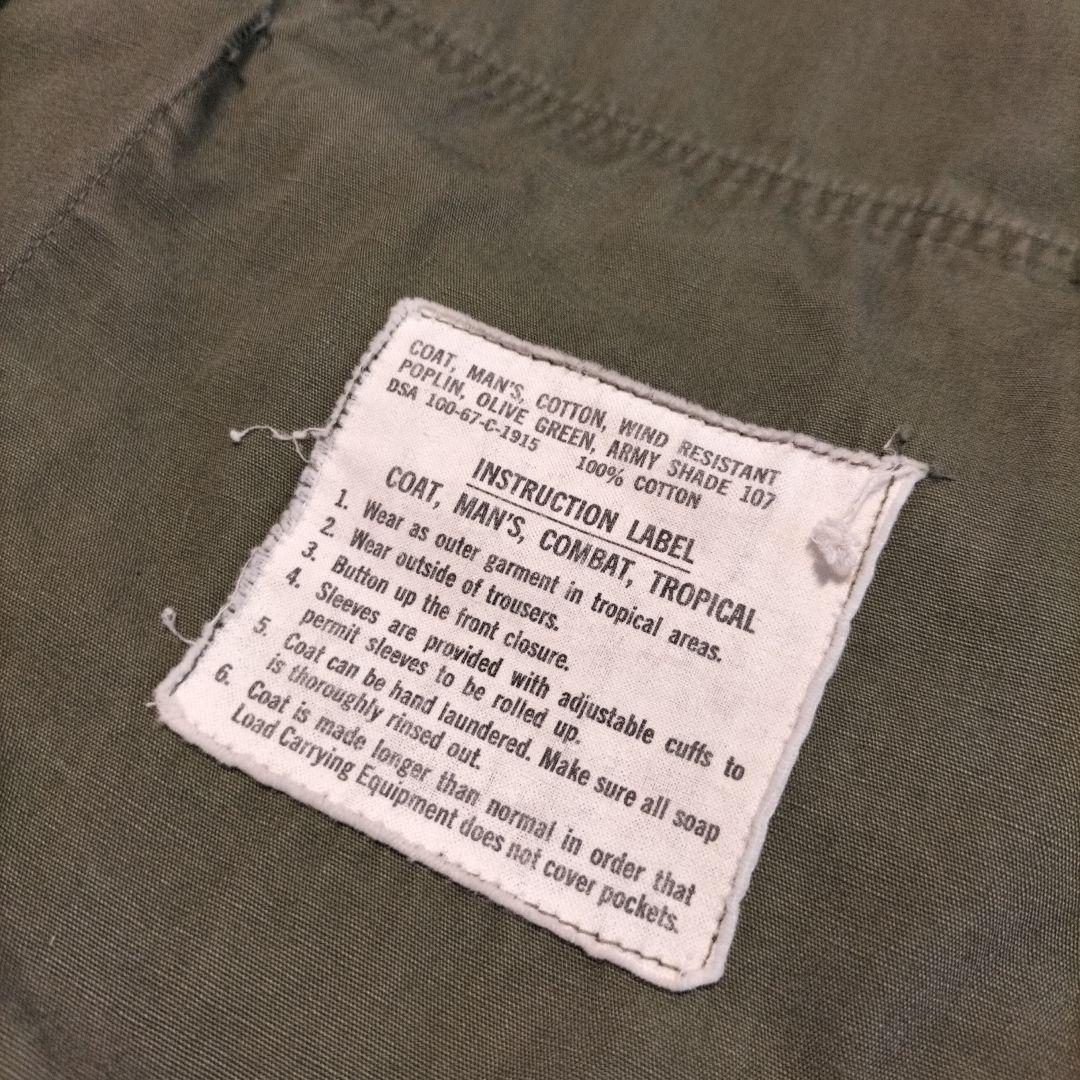 COAT, MAN'S, COTTON, WIND RESISTANT
POPLIN, OLIVE GREEN, ARMY SHADE 107
DSA 100-67-C-1915 100% COTTON
INSTRUCTION LABEL
COAT, MAN'S, COMBAT, TROPICAL
1. Wear as outer garment in tropical areas.
2. Wear outside of trousers.
3. Button up the front closure.
4. Sleeves are provided with adjustable cuffs to
permit sleeves to be rolled up.
5. Coat can be hand laundered. Make sure all soap
is thoroughly rinsed out.
6. Coat is made longer than normal in order that
Load Carrying Equipment does not cover pockets.